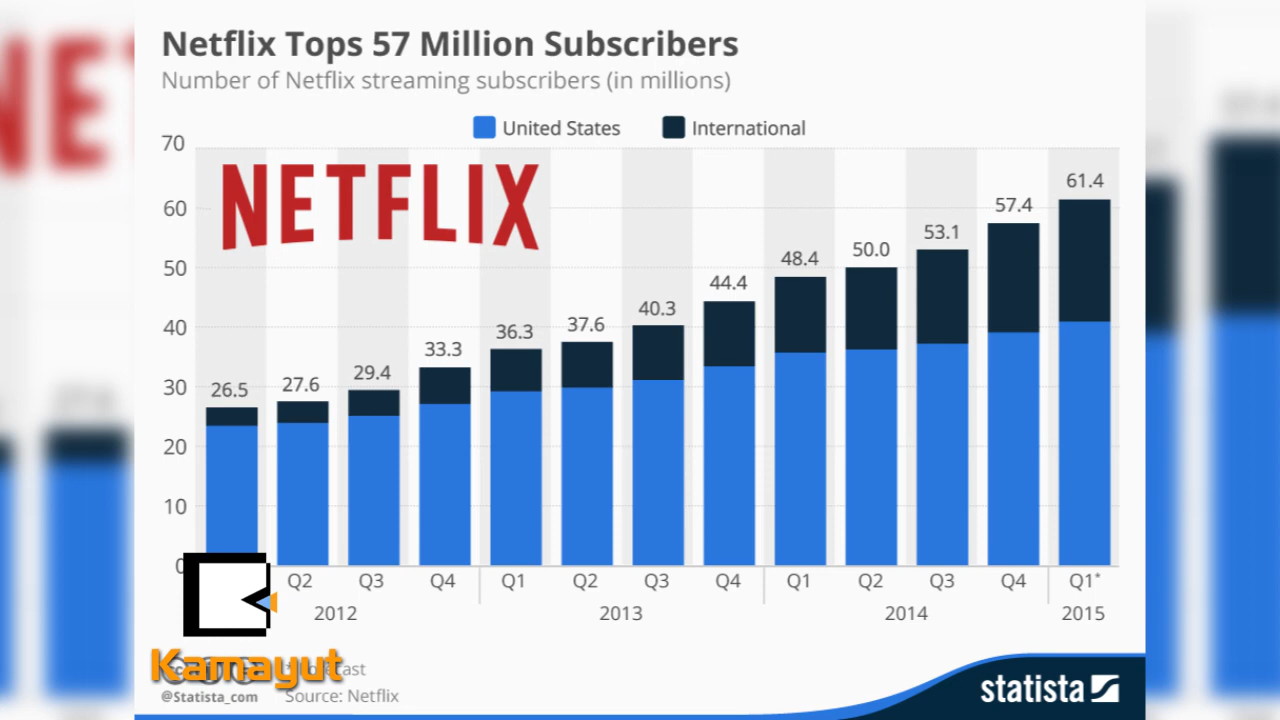 Netflix Tops 57 Million Subscribers
Number of Netflix streaming subscribers (in millions)
United States International
70
60
50
40
30
20
10
0
NETFLIX
26.5 27.6 29.4 33.3 36.3 37.6 40.3 44.4 48.4 50.0 53.1 57.4 61.4
Q2 Q3 Q4 Q1 Q2 Q3 Q4 Q1 Q2 Q3 Q4 Q1*
2012 2013 2014 2015
Kamayut
@Statista_com Source: Netflix
statista